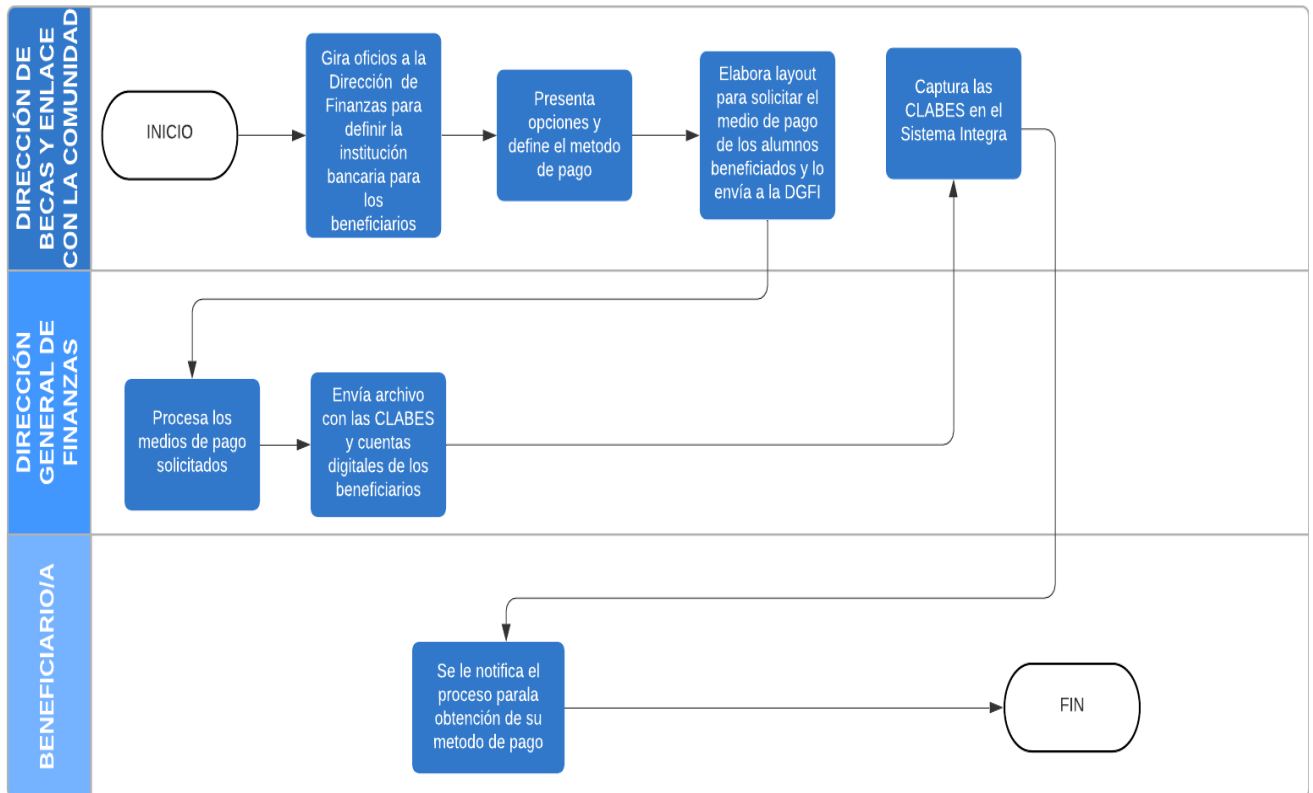 DIRECCIÓN DE
BECAS Y ENLACE
CON LA COMUNIDAD
INICIO
Gira oficios a la
Dirección de
Finanzas para
definir la
institución
bancaria para
los
beneficiarios
Presenta
opciones y
define el metodo
de pago
Elabora layout
para solicitar el
medio de pago
de los alumnos
beneficiados y lo
envía a la DGFI
Captura las
CLABES en el
Sistema Integra
DIRECCIÓN
GENERAL DE
FINANZAS
Procesa los
medios de pago
solicitados
Envía archivo
con las CLABES
y cuentas
digitales de los
beneficiarios
BENEFICIARIO/A
Se le notifica el
proceso parala
obtención de su
metodo de pago
FIN